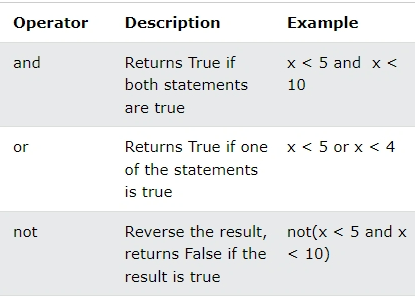 Operator Description Example
and Returns True if x < 5 and  x <
both statements 10
are true
or Returns True if one x < 5 or x < 4
of the statements
is true
not Reverse the result, not(x < 5 and x
returns False if the < 10)
result is true